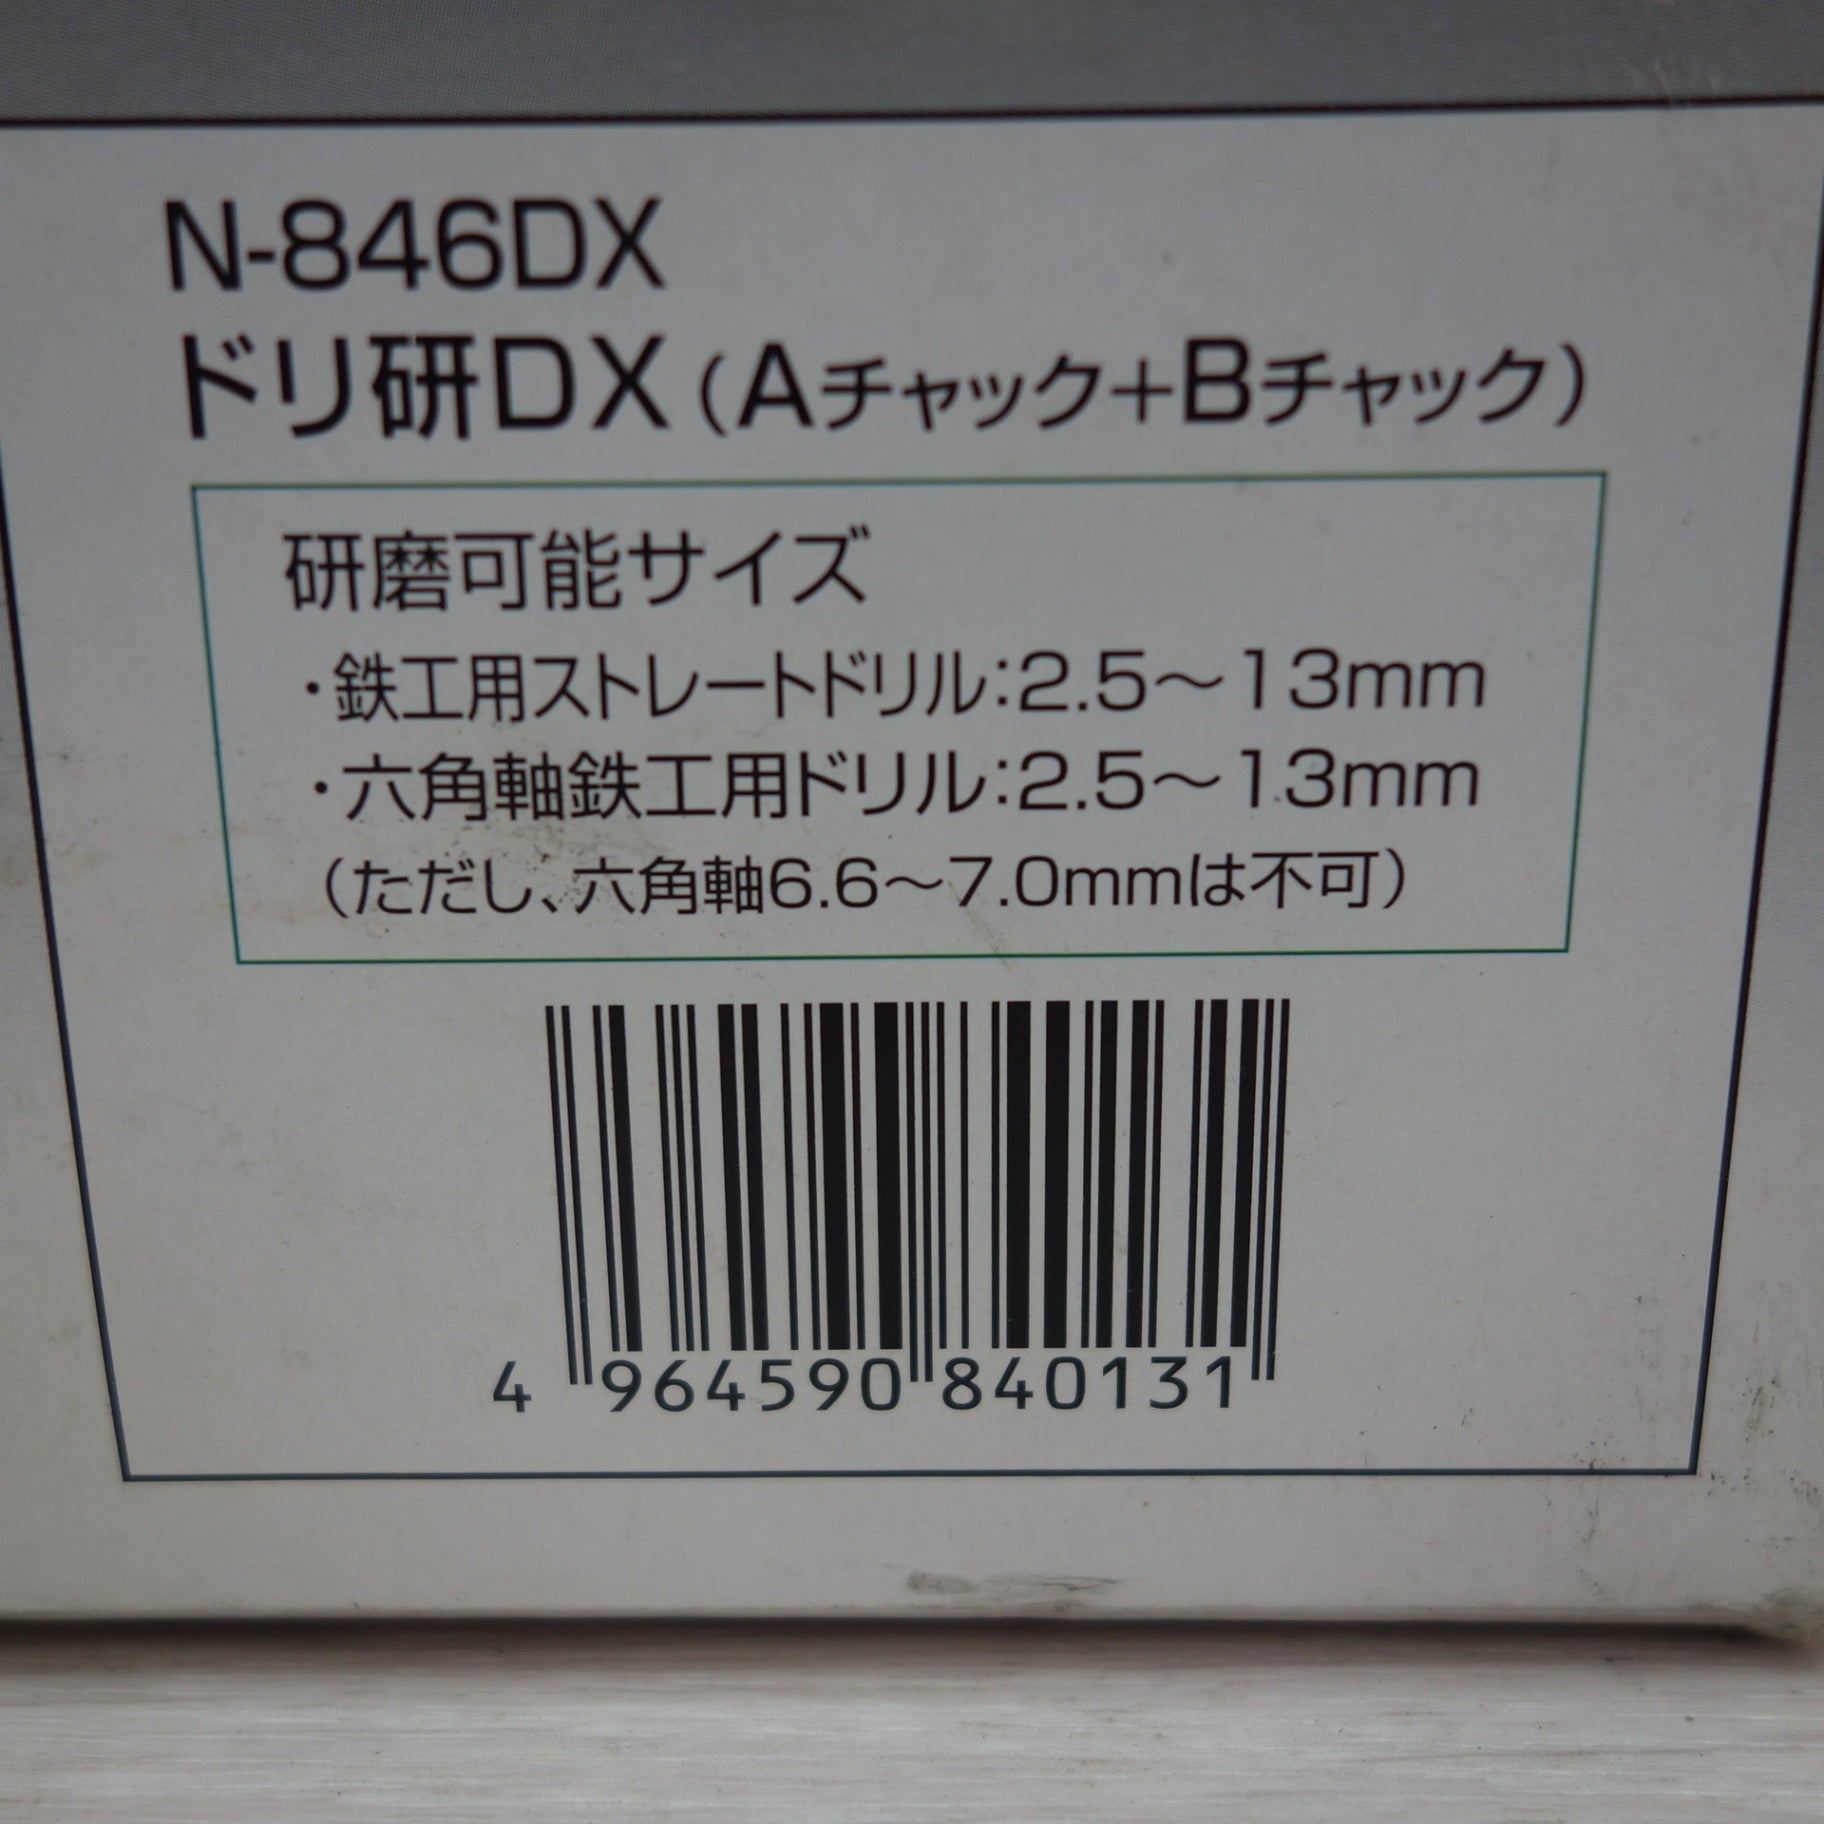 N-846DX
ドリ研DX（Aチャック＋Bチャック）
研磨可能サイズ
・鉄工用ストレートドリル：2.5～13mm
・六角軸鉄工用ドリル：2.5～13mm
（ただし、六角軸6.6～7.0mmは不可）
4 964590 840131